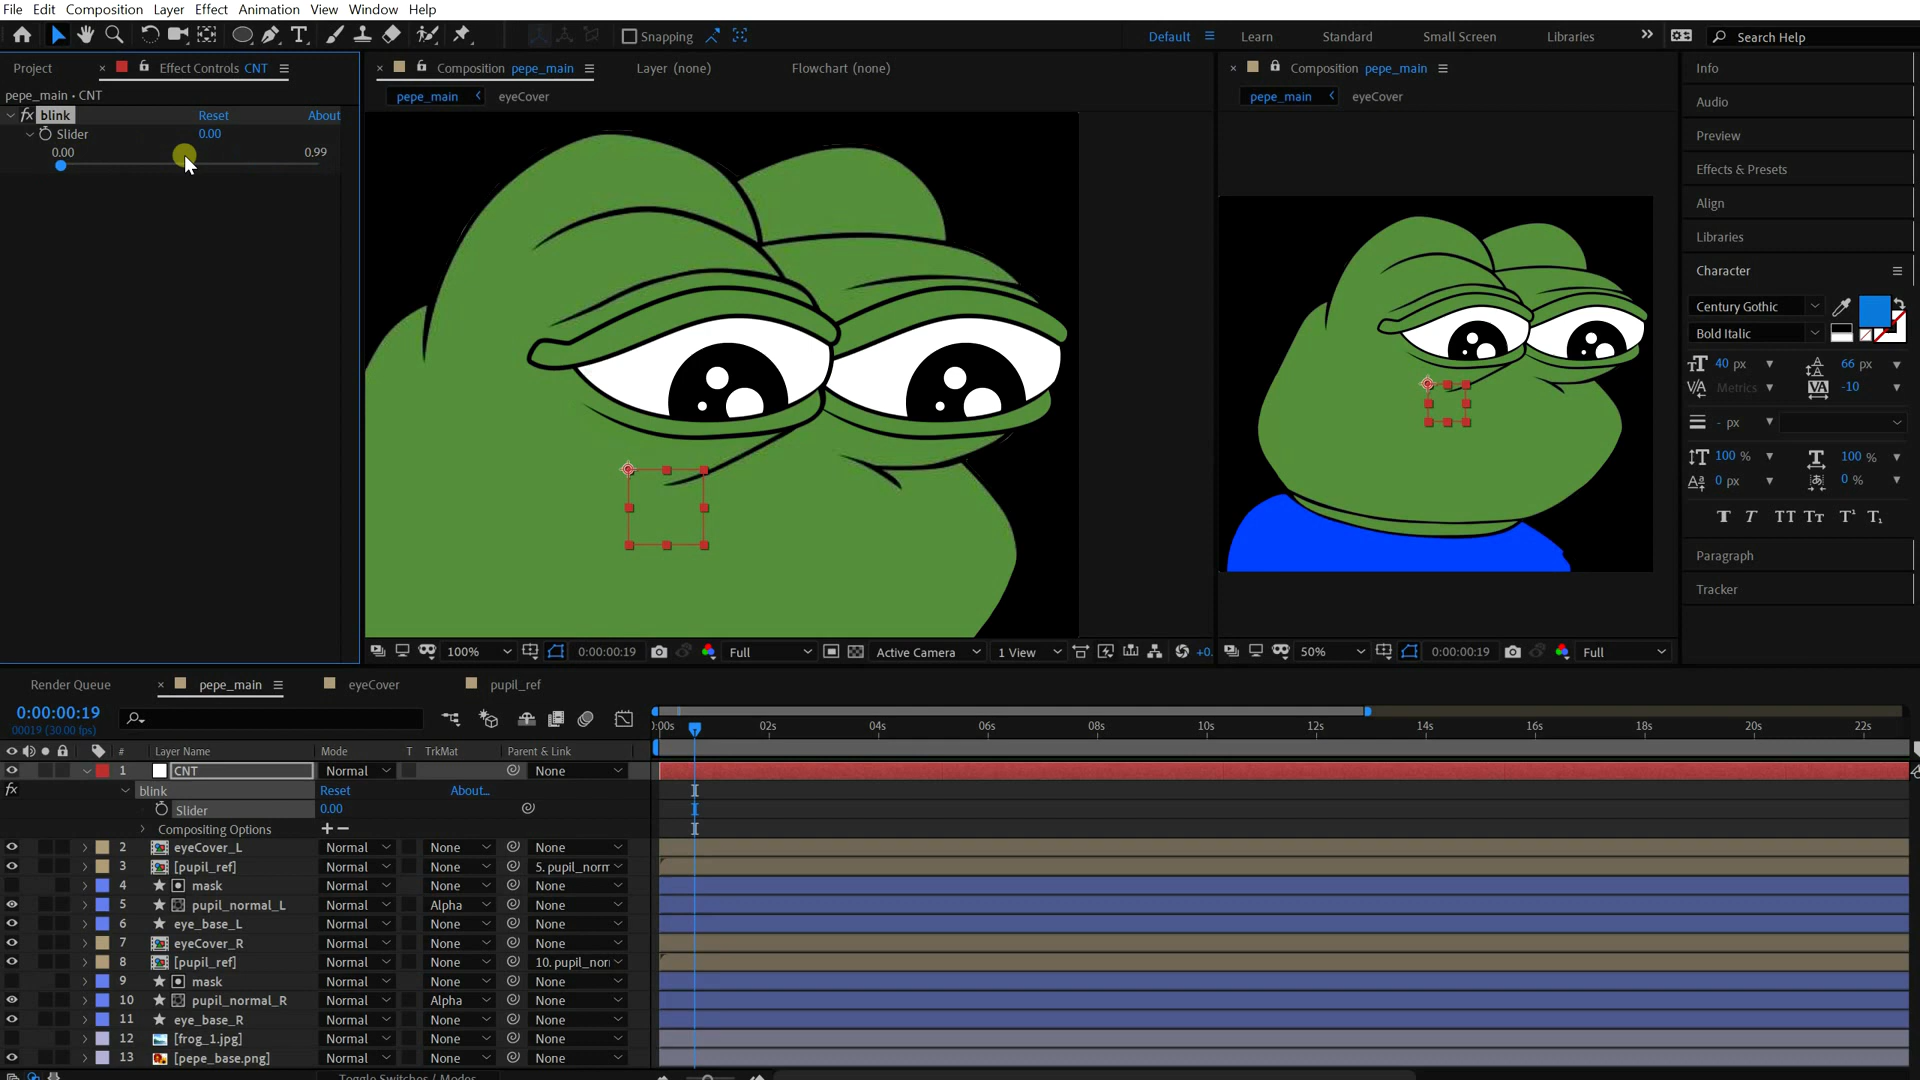 File Edit Composition Layer Effect Animation View Window Help
Snapping Default Learn Standard Small Screen Libraries Search Help
Project Effect Controls CNT Composition pepe_main Layer (none) Flowchart (none) Composition pepe_main
pepe_main • CNT pepe_main eyeCover pepe_main eyeCover
fx blink Reset About
Slider 0.00
0.00 0.99
Info
Audio
Preview
Effects & Presets
Align
Libraries
Character
Century Gothic
Bold Italic
40 px 66 px
Metrics -10
- px
100 % 100 %
0 px 0 %
T T TT Tr T¹ T₁
Paragraph
Tracker
100% 0:00:00:19 Full Active Camera 1 View +0. 50% 0:00:00:19 Full
Render Queue pepe_main eyeCover pupil_ref
0:00:00:19
00019 (30.00 fps)
:00s 02s 04s 06s 08s 10s 12s 14s 16s 18s 20s 22s
# Layer Name Mode T TrkMat Parent & Link
1 CNT Normal None
fx blink Reset About...
Slider 0.00
Compositing Options
2 eyeCover_L Normal None None
3 [pupil_ref] Normal None 5. pupil_norm
4 mask Normal None None
5 pupil_normal_L Normal Alpha None
6 eye_base_L Normal None None
7 eyeCover_R Normal None None
8 [pupil_ref] Normal None 10. pupil_nor
9 mask Normal None None
10 pupil_normal_R Normal Alpha None
11 eye_base_R Normal None None
12 [frog_1.jpg] Normal None None
13 [pepe_base.png] Normal None None
Toggle Switches / Modes